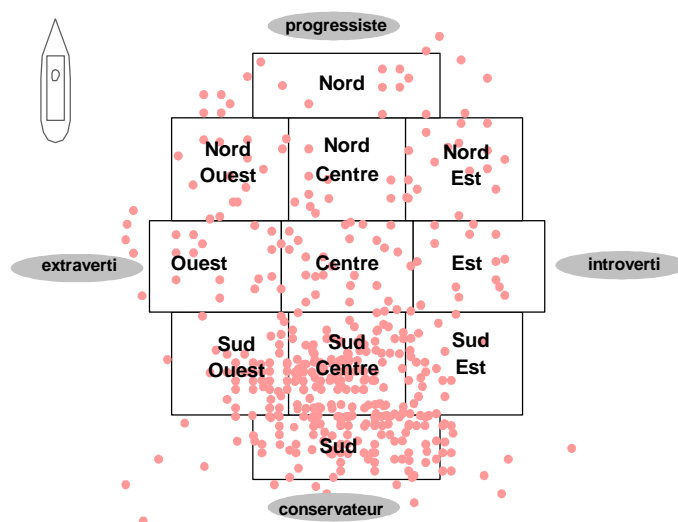 progressiste
Nord
Nord
Ouest
Nord
Centre
Nord
Est
extraverti
Ouest
Centre
Est
introverti
Sud
Ouest
Sud
Centre
Sud
Est
Sud
conservateur